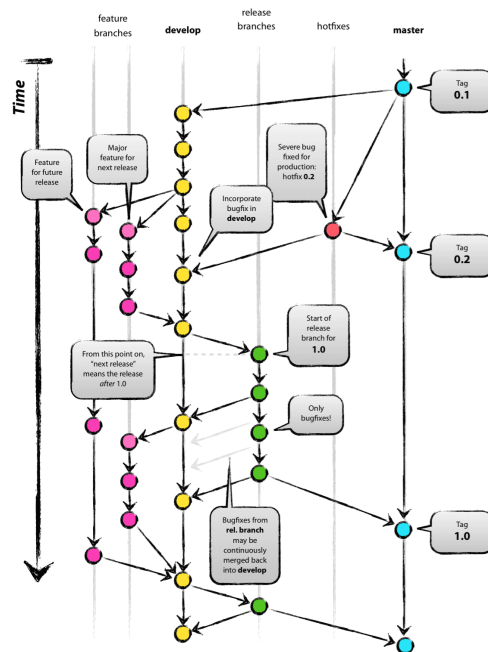 feature
branches
develop
release
branches
hotfixes
master
Time
Tag
0.1
Major
feature for
next release
Feature
for future
release
Severe bug
fixed for
production:
hotfix 0.2
Incorporate
bugfix in
develop
Tag
0.2
Start of
release
branch for
1.0
From this point on,
“next release”
means the release
after 1.0
Only
bugfixes!
Bugfixes from
rel. branch
may be
continuously
merged back
into develop
Tag
1.0